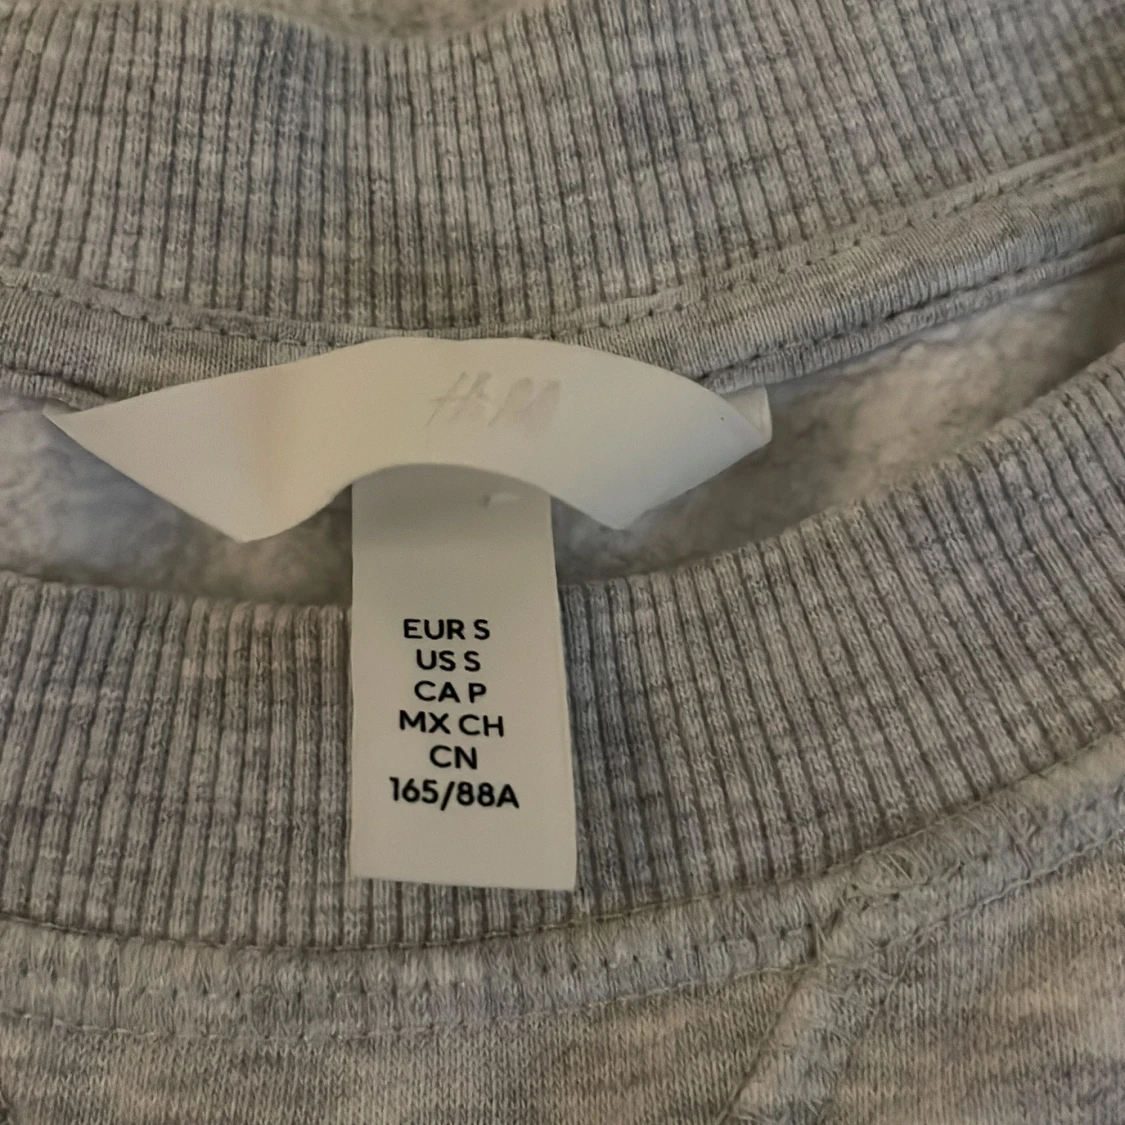 H&M
EUR S
US S
CA P
MX CH
CN
165/88A